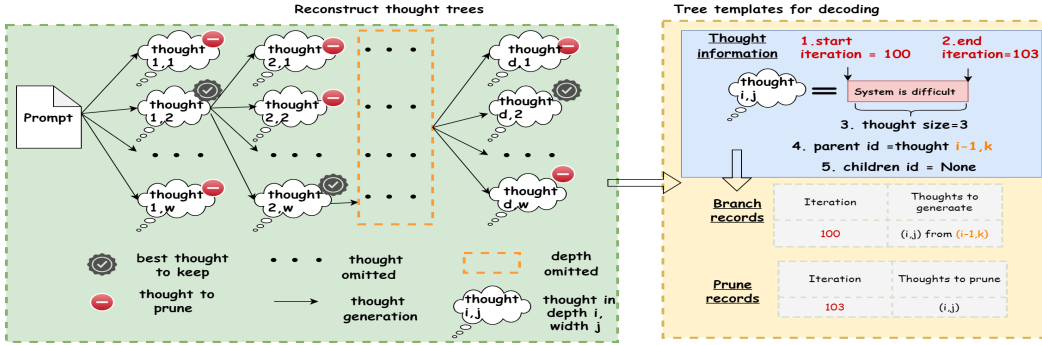 Reconstruct thought trees
Prompt
thought
1,1
thought
1,2
thought
1,w
thought
2,1
thought
2,2
thought
2,w
thought
d,1
thought
d,2
thought
d,w
best thought
to keep
thought
omitted
depth
omitted
thought to
prune
thought
generation
thought
i,j
thought in
depth i,
width j
Tree templates for decoding
Thought
information
1.start
iteration = 100
2.end
iteration=103
thought
i,j
System is difficult
3. thought size=3
4. parent id =thought i-1,k
5. children id = None
Branch
records
Iteration
Thoughts to
generaate
100
(i,j) from (i-1,k)
Prune
records
Iteration
Thoughts to prune
103
(i,j)